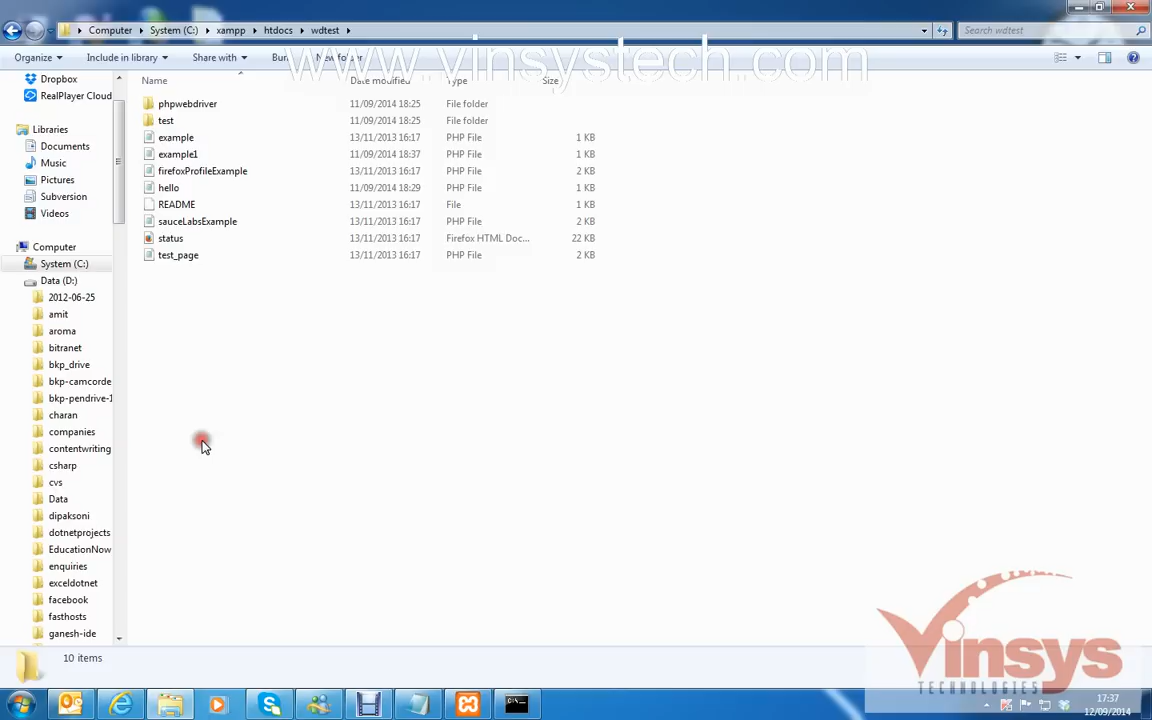 Computer System (C:) xampp htdocs wdtest
Search wdtest
Organize Include in library Share with Bur New folder
www.vinsystech.com
Name Date modified Type Size
phpwebdriver 11/09/2014 18:25 File folder
test 11/09/2014 18:25 File folder
example 13/11/2013 16:17 PHP File 1 KB
example1 11/09/2014 18:37 PHP File 1 KB
firefoxProfileExample 13/11/2013 16:17 PHP File 2 KB
hello 11/09/2014 18:29 PHP File 1 KB
README 13/11/2013 16:17 File 1 KB
sauceLabsExample 13/11/2013 16:17 PHP File 2 KB
status 13/11/2013 16:17 Firefox HTML Doc... 22 KB
test_page 13/11/2013 16:17 PHP File 2 KB
Dropbox
RealPlayer Cloud
Libraries
Documents
Music
Pictures
Subversion
Videos
Computer
System (C:)
Data (D:)
2012-06-25
amit
aroma
bitranet
bkp_drive
bkp-camcorde
bkp-pendrive-1
charan
companies
contentwriting
csharp
cvs
Data
dipaksoni
dotnetprojects
EducationNow
enquiries
exceldotnet
facebook
fasthosts
ganesh-ide
10 items
Vinsys
TECHNOLOGIES
17:37
12/09/2014